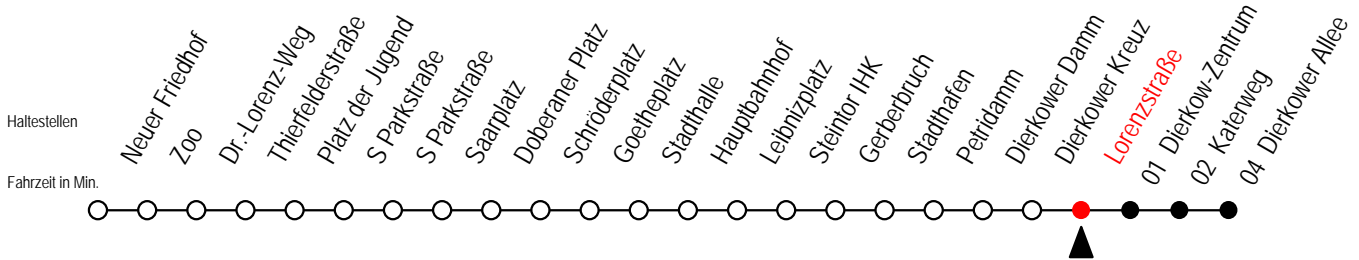 Haltestellen
Neuer Friedhof
Zoo
Dr.-Lorenz-Weg
Thierfelderstraße
Platz der Jugend
S Parkstraße
S Parkstraße
Saarplatz
Doberaner Platz
Schröderplatz
Goetheplatz
Stadthalle
Hauptbahnhof
Leibnizplatz
Steintor IHK
Gerberbruch
Stadthafen
Petridamm
Dierkower Damm
Dierkower Kreuz
Lorenzstraße
01 Dierkow-Zentrum
02 Katerweg
04 Dierkower Allee
Fahrzeit in Min.